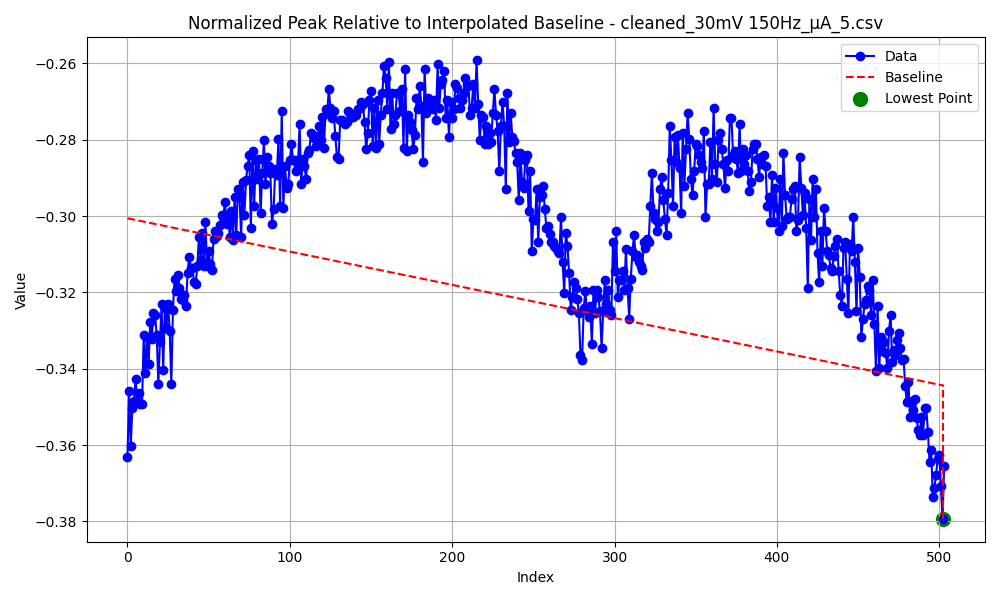 Normalized Peak Relative to Interpolated Baseline - cleaned_30mV 150Hz_μA_5.csv
Data
Baseline
Lowest Point
−0.26
−0.28
−0.30
−0.32
−0.34
−0.36
−0.38
Value
0 100 200 300 400 500
Index